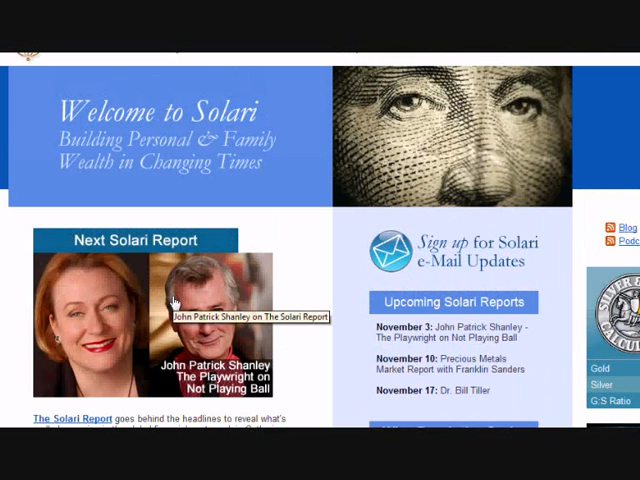 Welcome to Solari
Building Personal & Family
Wealth in Changing Times
Next Solari Report
John Patrick Shanley on The Solari Report
John Patrick Shanley
The Playwright on
Not Playing Ball
The Solari Report goes behind the headlines to reveal what's
Sign up for Solari
e-Mail Updates
Upcoming Solari Reports
November 3: John Patrick Shanley -
The Playwright on Not Playing Ball
November 10: Precious Metals
Market Report with Franklin Sanders
November 17: Dr. Bill Tiller
Blog
Podc
SILVER &
CALCUL
Gold
Silver
G:S Ratio